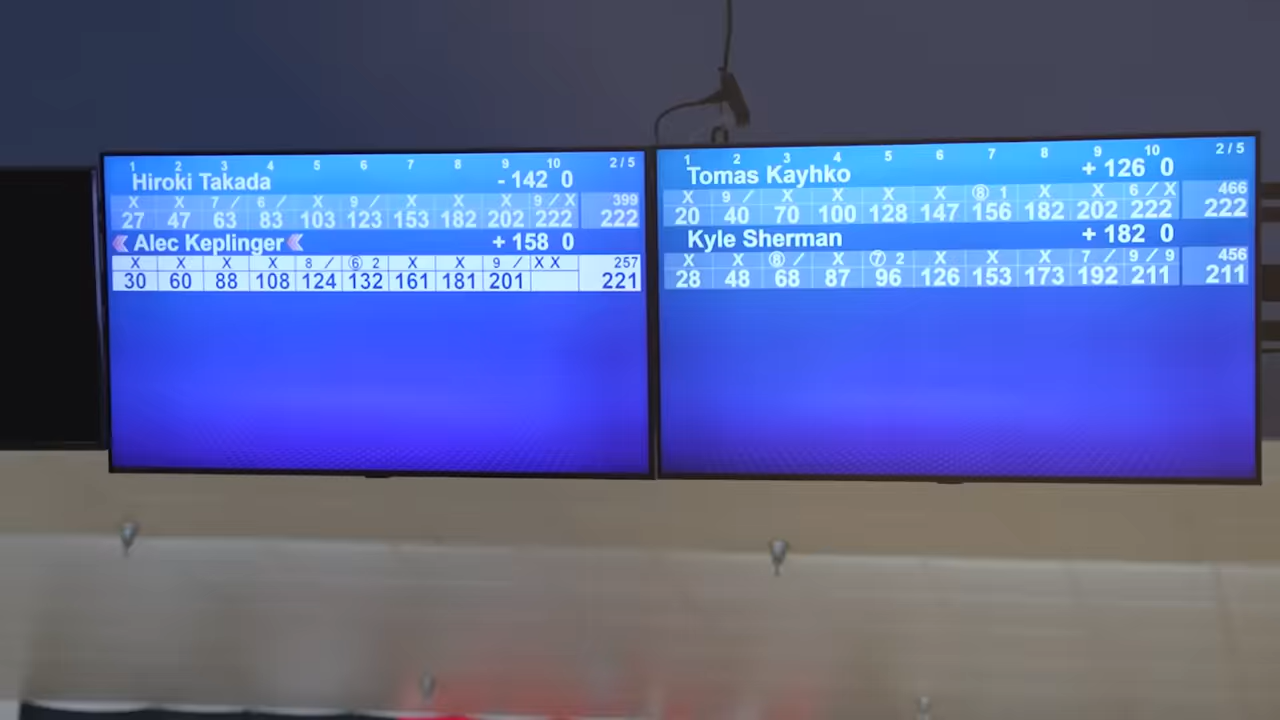 1 2 3 4 5 6 7 8 9 10 2/5
Hiroki Takada - 142 0
X X 7 / 6 / X 9 / X X X 9 / X 399
27 47 63 83 103 123 153 182 202 222 222
Alec Keplinger + 158 0
X X X X 8 / ⑥ 2 X X 9 / X X 257
30 60 88 108 124 132 161 181 201 221
1 2 3 4 5 6 7 8 9 10 2/5
Tomas Kayhko + 126 0
X 9 / X X X X ⑧ 1 X X 6 / X 466
20 40 70 100 128 147 156 182 202 222 222
Kyle Sherman + 182 0
X X ⑧ / X ⑦ 2 X X X 7 / 9 / 9 456
28 48 68 87 96 126 153 173 192 211 211